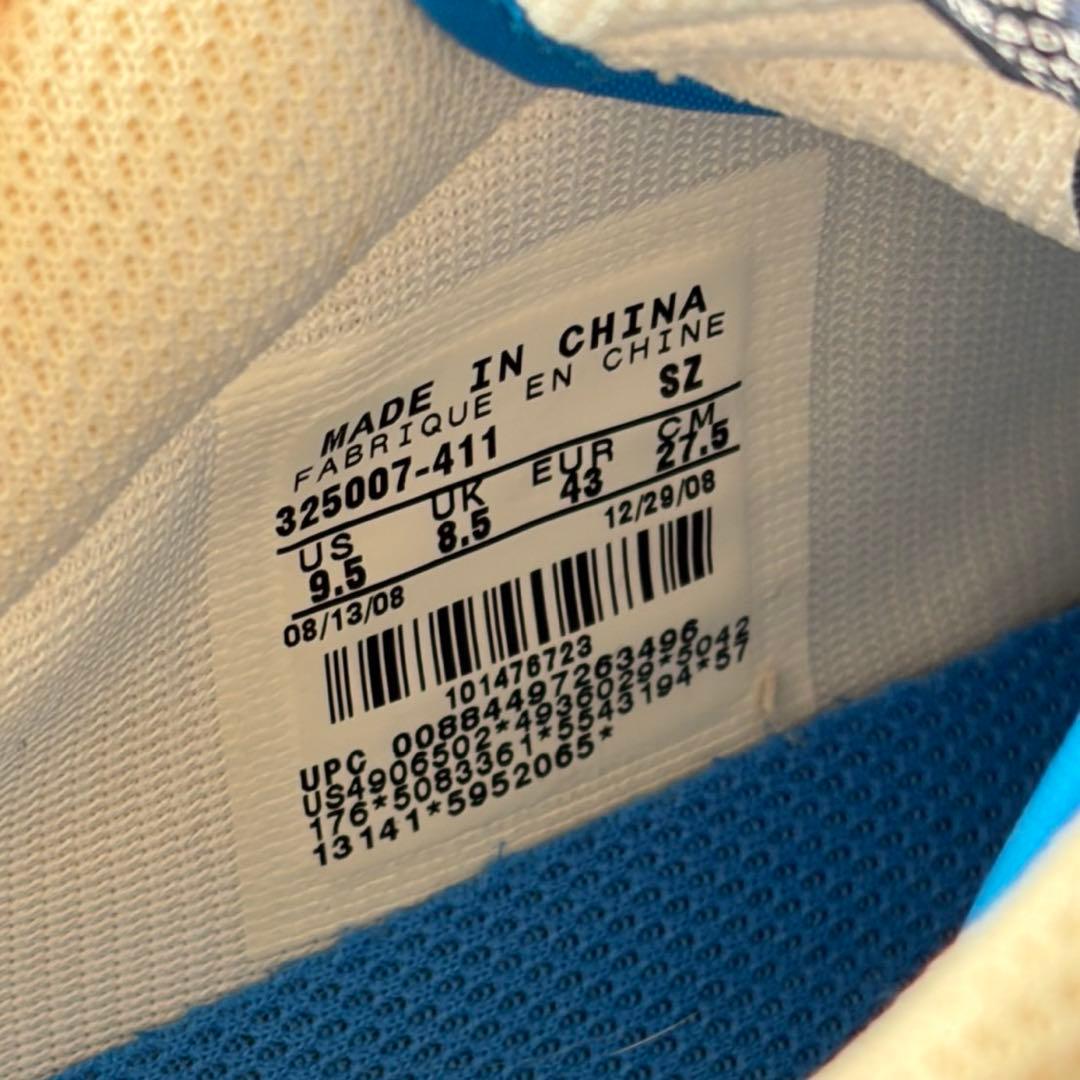 MADE IN CHINA
FABRIQUE EN CHINE
325007-411 SZ
US UK EUR CM
9.5 8.5 43 27.5
08/13/08 12/29/08
101476723
UPC 00884497263496
US4906502*4936029*5042
176*5083361*5543194*57
13141*5952065*